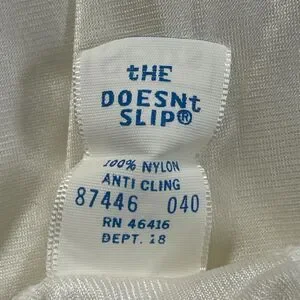 tHE
DOESNt
SLIP®
100% NYLON
ANTI CLING
87446 040
RN 46416
DEPT. 18